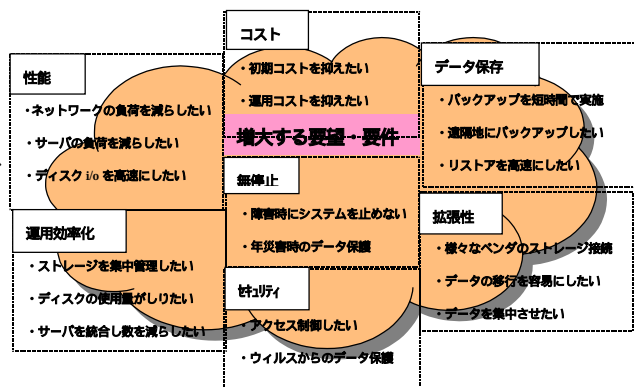 コスト
・初期コストを抑えたい
・運用コストを抑えたい
性能
・ネットワークの負荷を減らしたい
・サーバの負荷を減らしたい
・ディスク i/o を高速にしたい
データ保存
・バックアップを短時間で実施
・遠隔地にバックアップしたい
・リストアを高速にしたい
増大する要望・要件
無停止
・障害時にシステムを止めない
・年災害時のデータ保護
運用効率化
・ストレージを集中管理したい
・ディスクの使用量がしりたい
・サーバを統合し数を減らしたい
拡張性
・様々なベンダのストレージ接続
・データの移行を容易にしたい
・データを集中させたい
セキュリティ
・アクセス制御したい
・ウィルスからのデータ保護